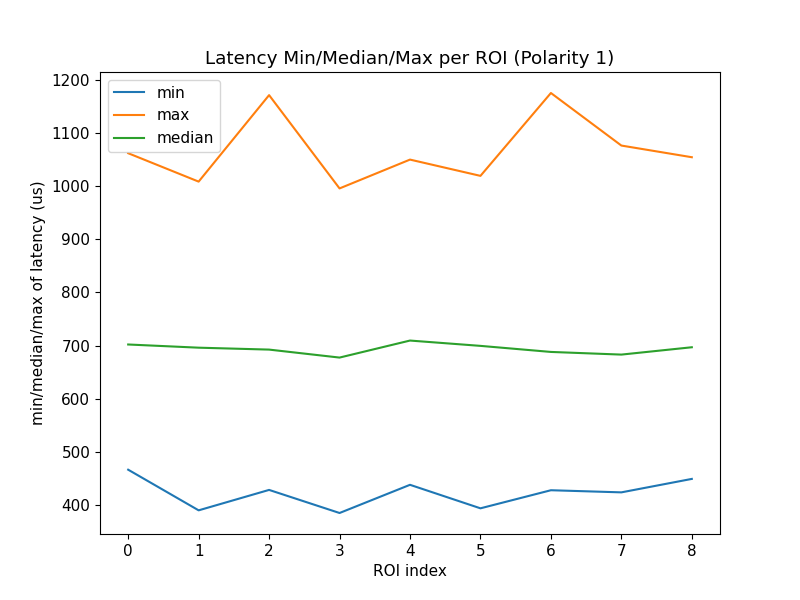 Latency Min/Median/Max per ROI (Polarity 1)
min
max
median
1200
1100
1000
900
800
700
600
500
400
min/median/max of latency (us)
0 1 2 3 4 5 6 7 8
ROI index